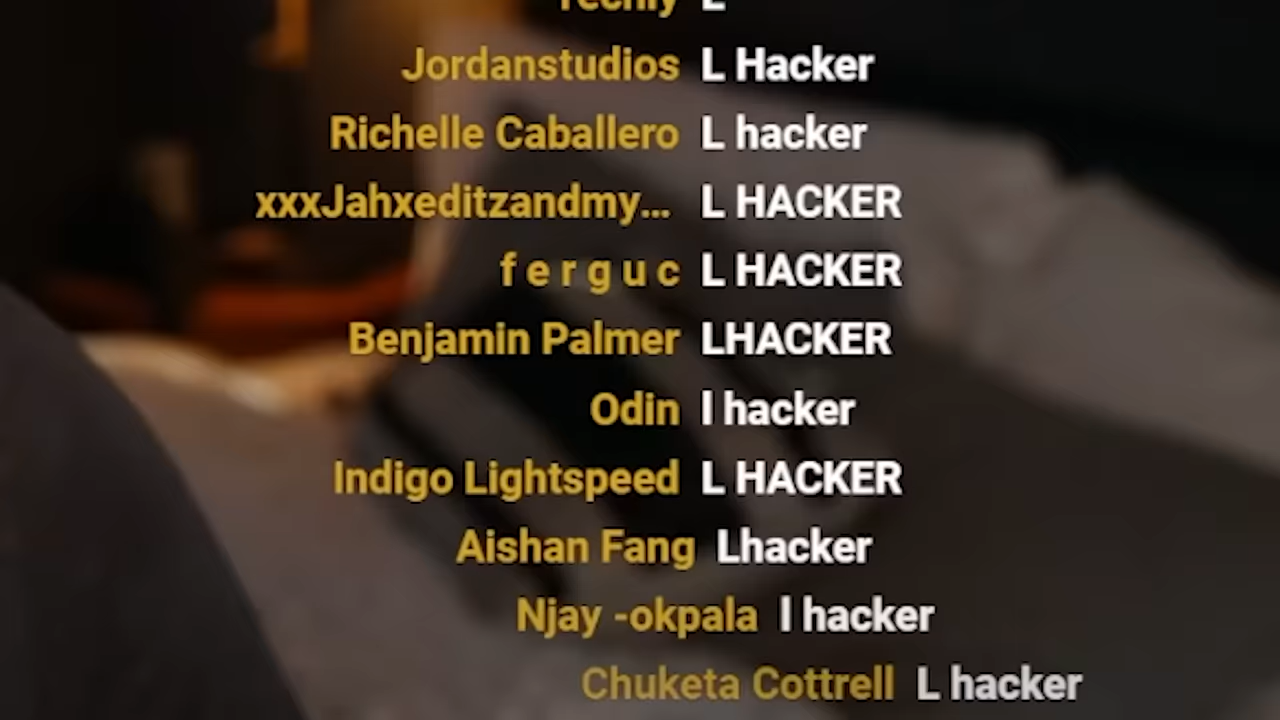 L
Jordanstudios L Hacker
Richelle Caballero L hacker
xxxJahxeditzandmy... L HACKER
f e r g u c L HACKER
Benjamin Palmer LHACKER
Odin l hacker
Indigo Lightspeed L HACKER
Aishan Fang Lhacker
Njay -okpala l hacker
Chuketa Cottrell L hacker